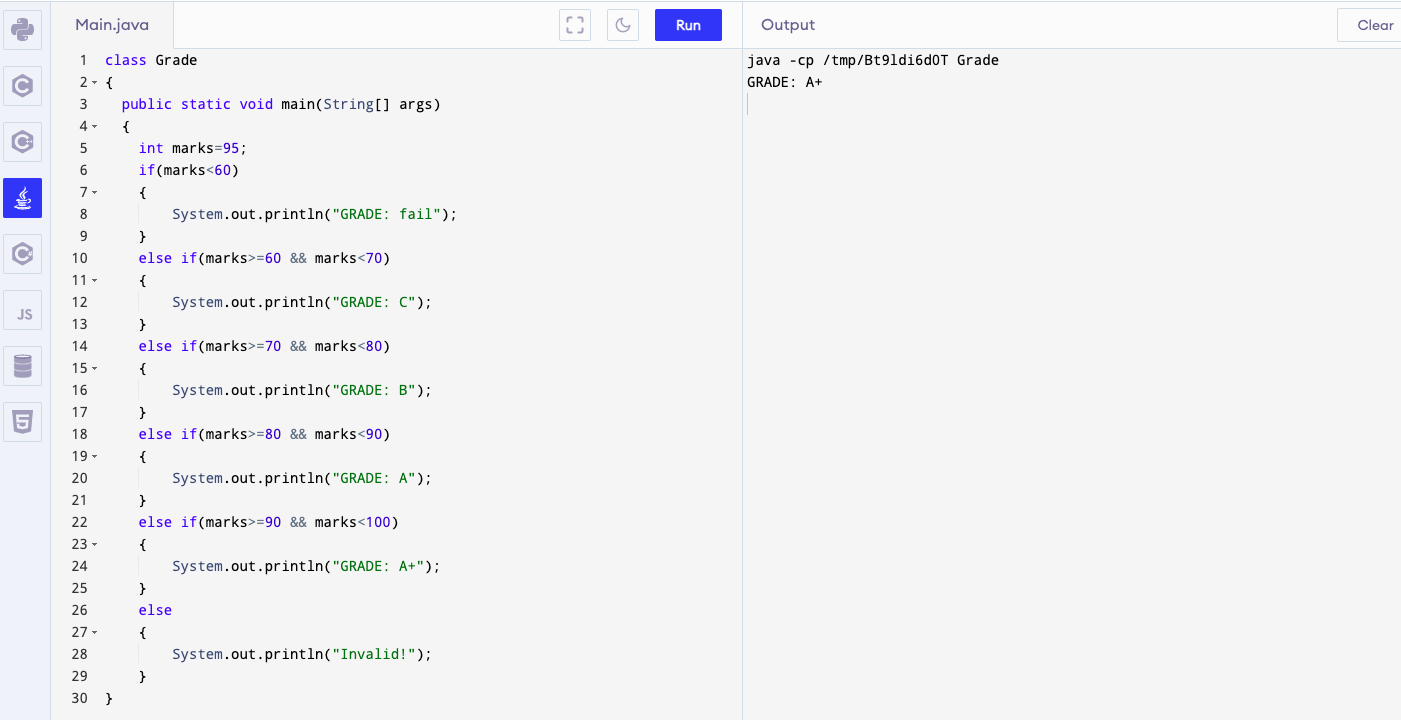 Main.java
Run
Output
Clear
1 class Grade
2 {
3   public static void main(String[] args)
4   {
5     int marks=95;
6     if(marks<60)
7     {
8         System.out.println("GRADE: fail");
9     }
10     else if(marks>=60 && marks<70)
11     {
12         System.out.println("GRADE: C");
13     }
14     else if(marks>=70 && marks<80)
15     {
16         System.out.println("GRADE: B");
17     }
18     else if(marks>=80 && marks<90)
19     {
20         System.out.println("GRADE: A");
21     }
22     else if(marks>=90 && marks<100)
23     {
24         System.out.println("GRADE: A+");
25     }
26     else
27     {
28         System.out.println("Invalid!");
29     }
30 }
java -cp /tmp/Bt9ldi6dOT Grade
GRADE: A+
C
C
C
JS
5